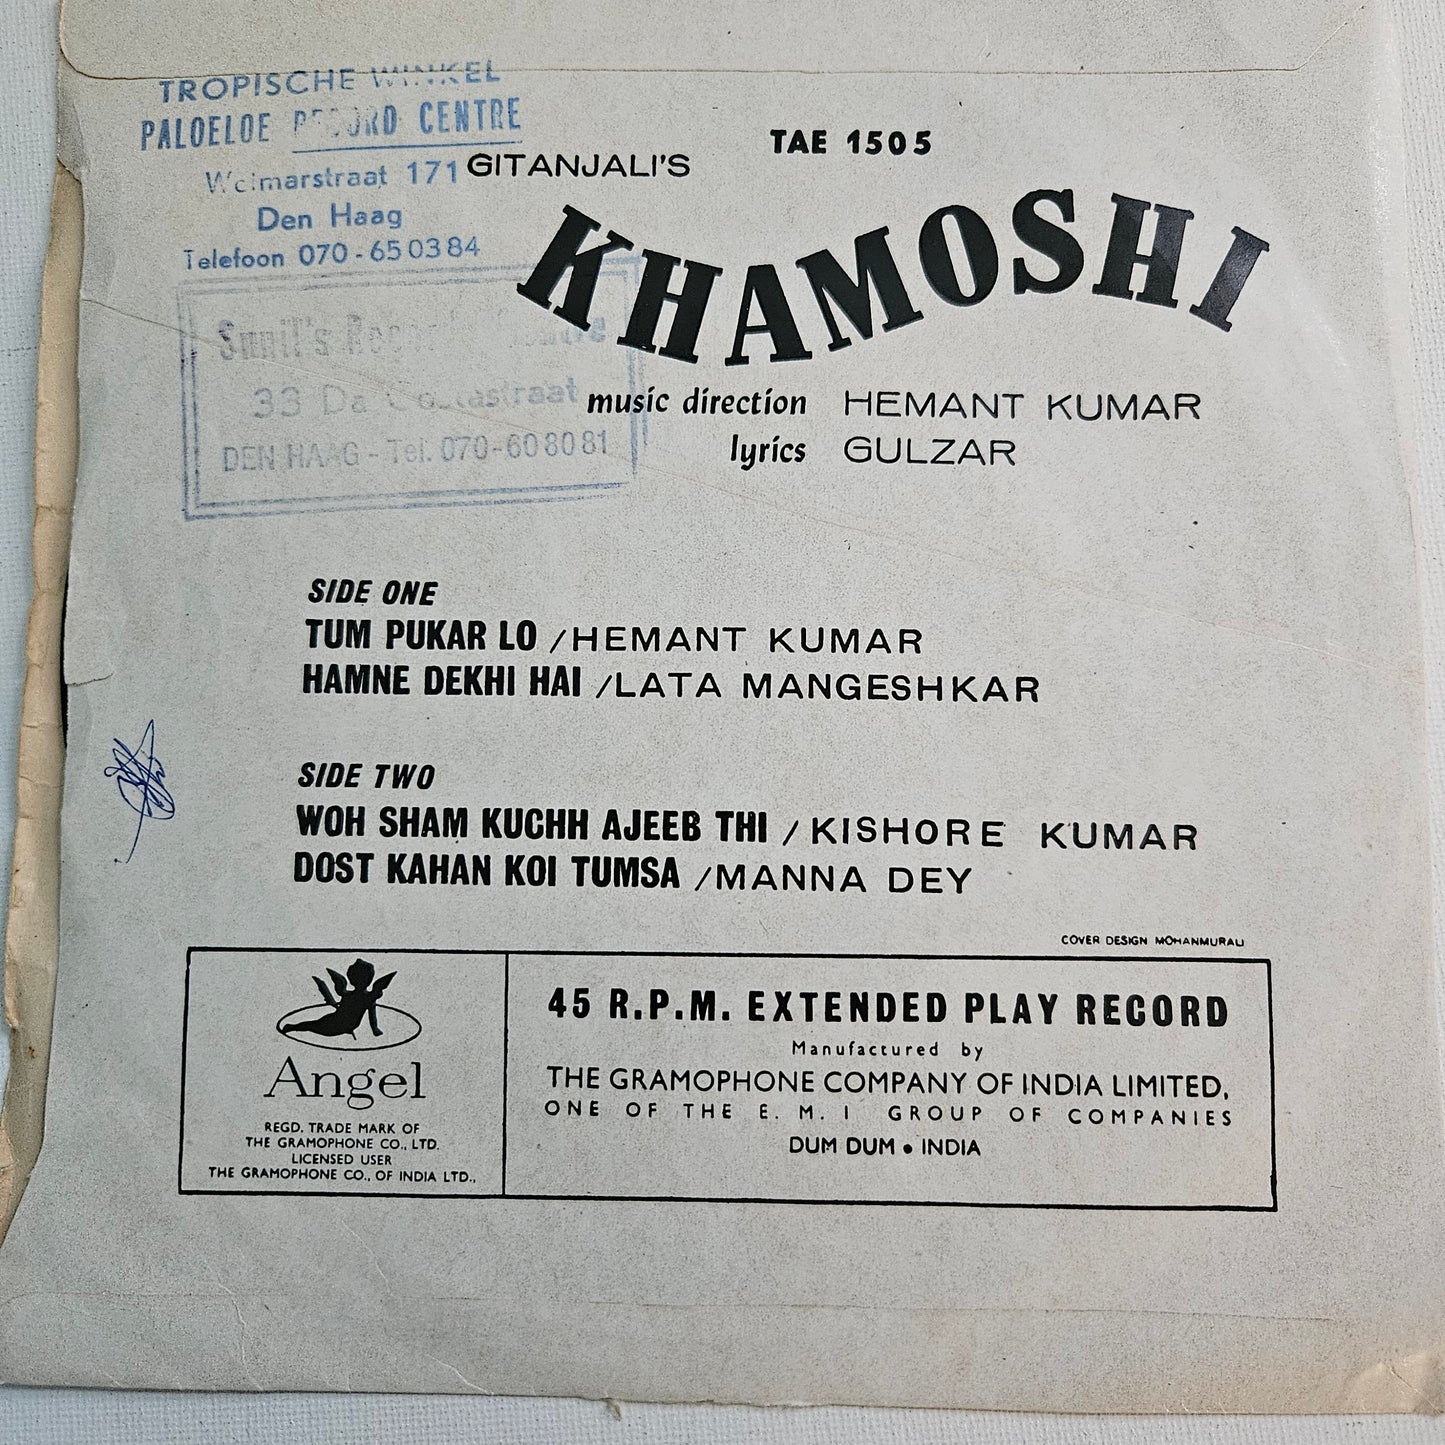 TROPISCHE WINKEL
PALOELOE RECORD CENTRE
Weimarstraat 171
Den Haag
Telefoon 070-650384
Sunil's Record Centre
33 Da Costastraat
DEN HAAG - Tel. 070-608081
TAE 1505
GITANJALI'S
KHAMOSHI
music direction HEMANT KUMAR
lyrics GULZAR
SIDE ONE
TUM PUKAR LO /HEMANT KUMAR
HAMNE DEKHI HAI /LATA MANGESHKAR
SIDE TWO
WOH SHAM KUCHH AJEEB THI /KISHORE KUMAR
DOST KAHAN KOI TUMSA /MANNA DEY
COVER DESIGN MOHANMURALI
Angel
REGD. TRADE MARK OF
THE GRAMOPHONE CO., LTD.
LICENSED USER
THE GRAMOPHONE CO., OF INDIA LTD.,
45 R.P.M. EXTENDED PLAY RECORD
Manufactured by
THE GRAMOPHONE COMPANY OF INDIA LIMITED,
ONE OF THE E. M. I GROUP OF COMPANIES
DUM DUM • INDIA